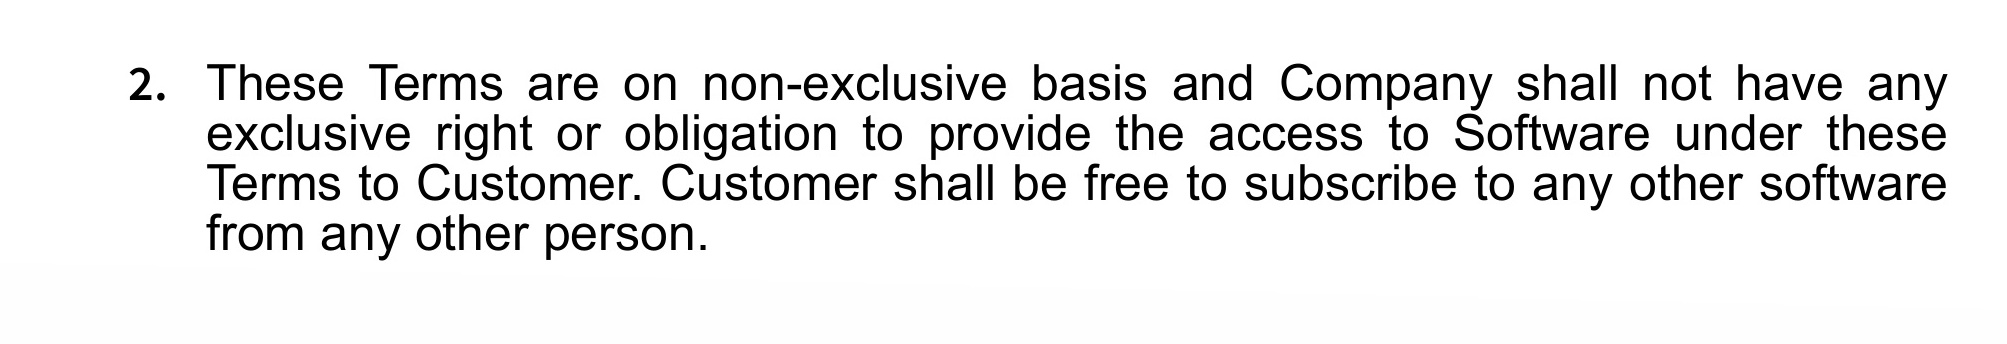 2. These Terms are on non-exclusive basis and Company shall not have any
exclusive right or obligation to provide the access to Software under these
Terms to Customer. Customer shall be free to subscribe to any other software
from any other person.